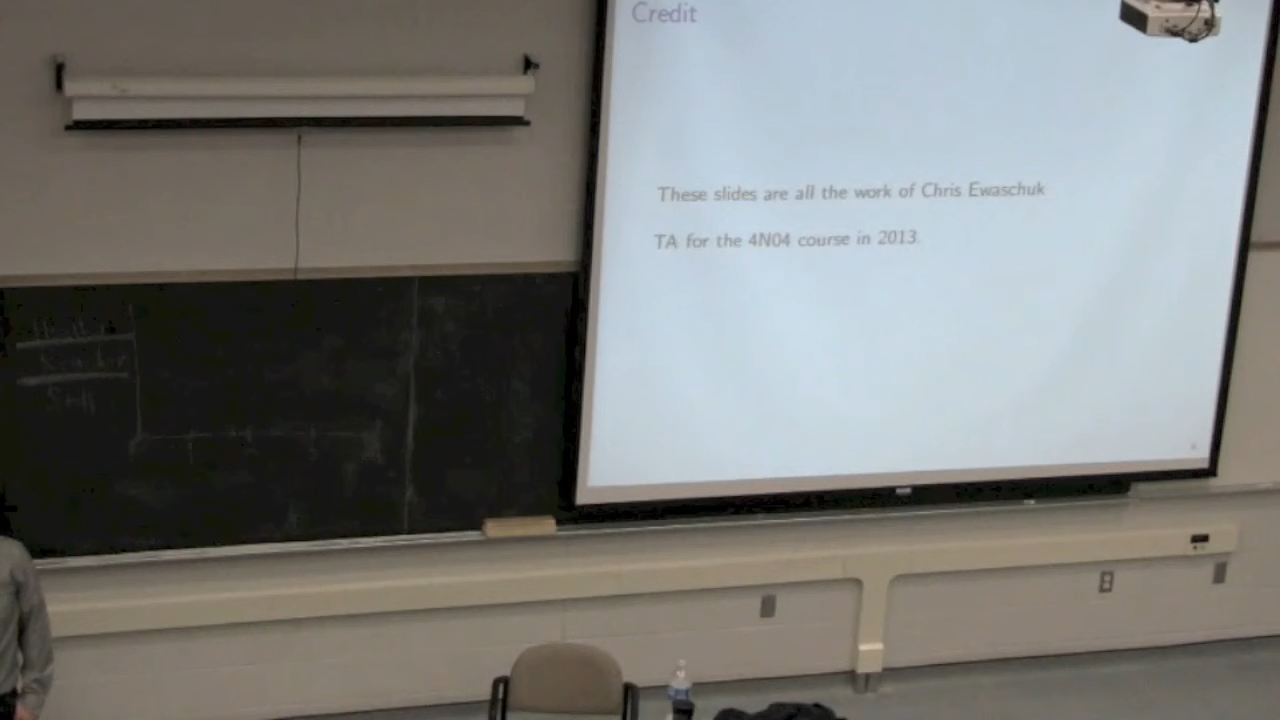 Credit
These slides are all the work of Chris Ewaschuk
TA for the 4N04 course in 2013.